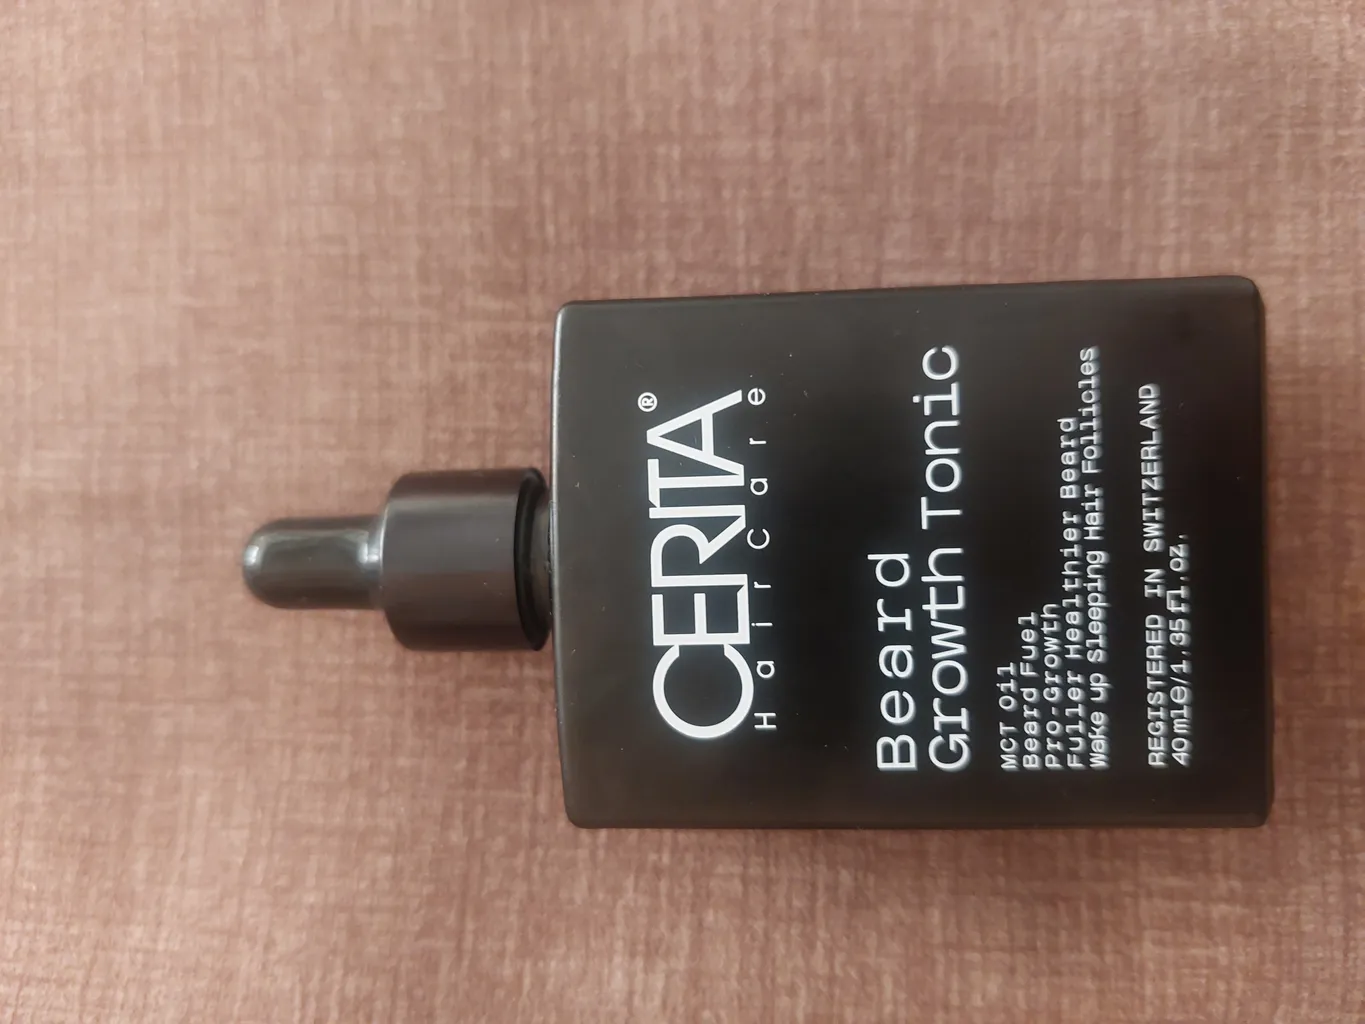 CERITA®
HairCare
Beard
Growth Tonic
MCT Oil
Beard Fuel
Pro-Growth
Fuller Healthier Beard
Wake up Sleeping Hair Follicles
REGISTERED IN SWITZERLAND
40mle/1.35fl.oz.